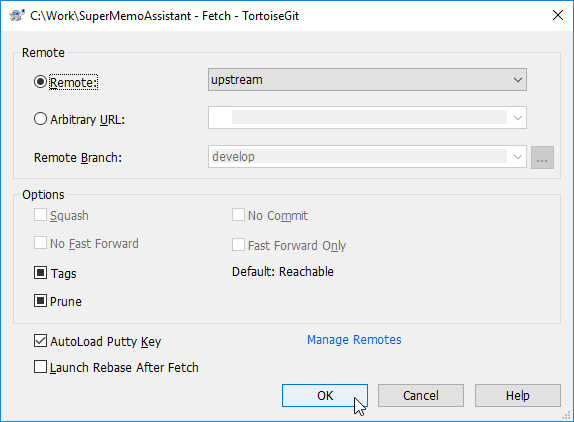 C:\Work\SuperMemoAssistant - Fetch - TortoiseGit
Remote
Remote:
upstream
Arbitrary URL:
Remote Branch:
develop
...
Options
Squash
No Commit
No Fast Forward
Fast Forward Only
Tags
Default: Reachable
Prune
AutoLoad Putty Key
Manage Remotes
Launch Rebase After Fetch
OK
Cancel
Help